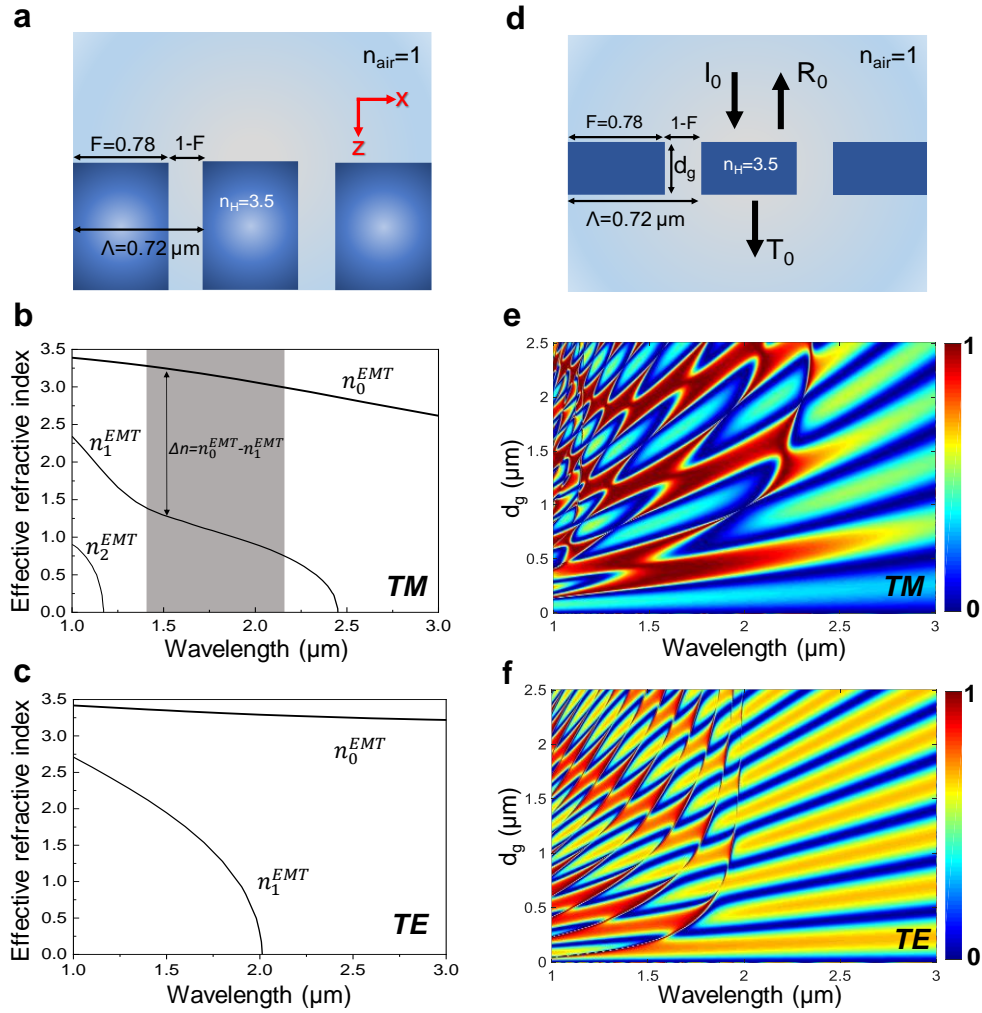 a
n_air=1
x
z
F=0.78
1-F
n_H=3.5
Λ=0.72 µm
b
Effective refractive index
3.5
3.0
2.5
2.0
1.5
1.0
0.5
0.0
n_0^EMT
n_1^EMT
Δn=n_0^EMT-n_1^EMT
n_2^EMT
TM
1.0 1.5 2.0 2.5 3.0
Wavelength (µm)
c
Effective refractive index
3.5
3.0
2.5
2.0
1.5
1.0
0.5
0.0
n_0^EMT
n_1^EMT
TE
1.0 1.5 2.0 2.5 3.0
Wavelength (µm)
d
n_air=1
I_0
R_0
F=0.78
1-F
d_g
n_H=3.5
Λ=0.72 µm
T_0
e
d_g (µm)
2.5
2
1.5
1
0.5
0
TM
1 1.5 2 2.5 3
Wavelength (µm)
1
0
f
d_g (µm)
2.5
2
1.5
1
0.5
0
TE
1 1.5 2 2.5 3
Wavelength (µm)
1
0